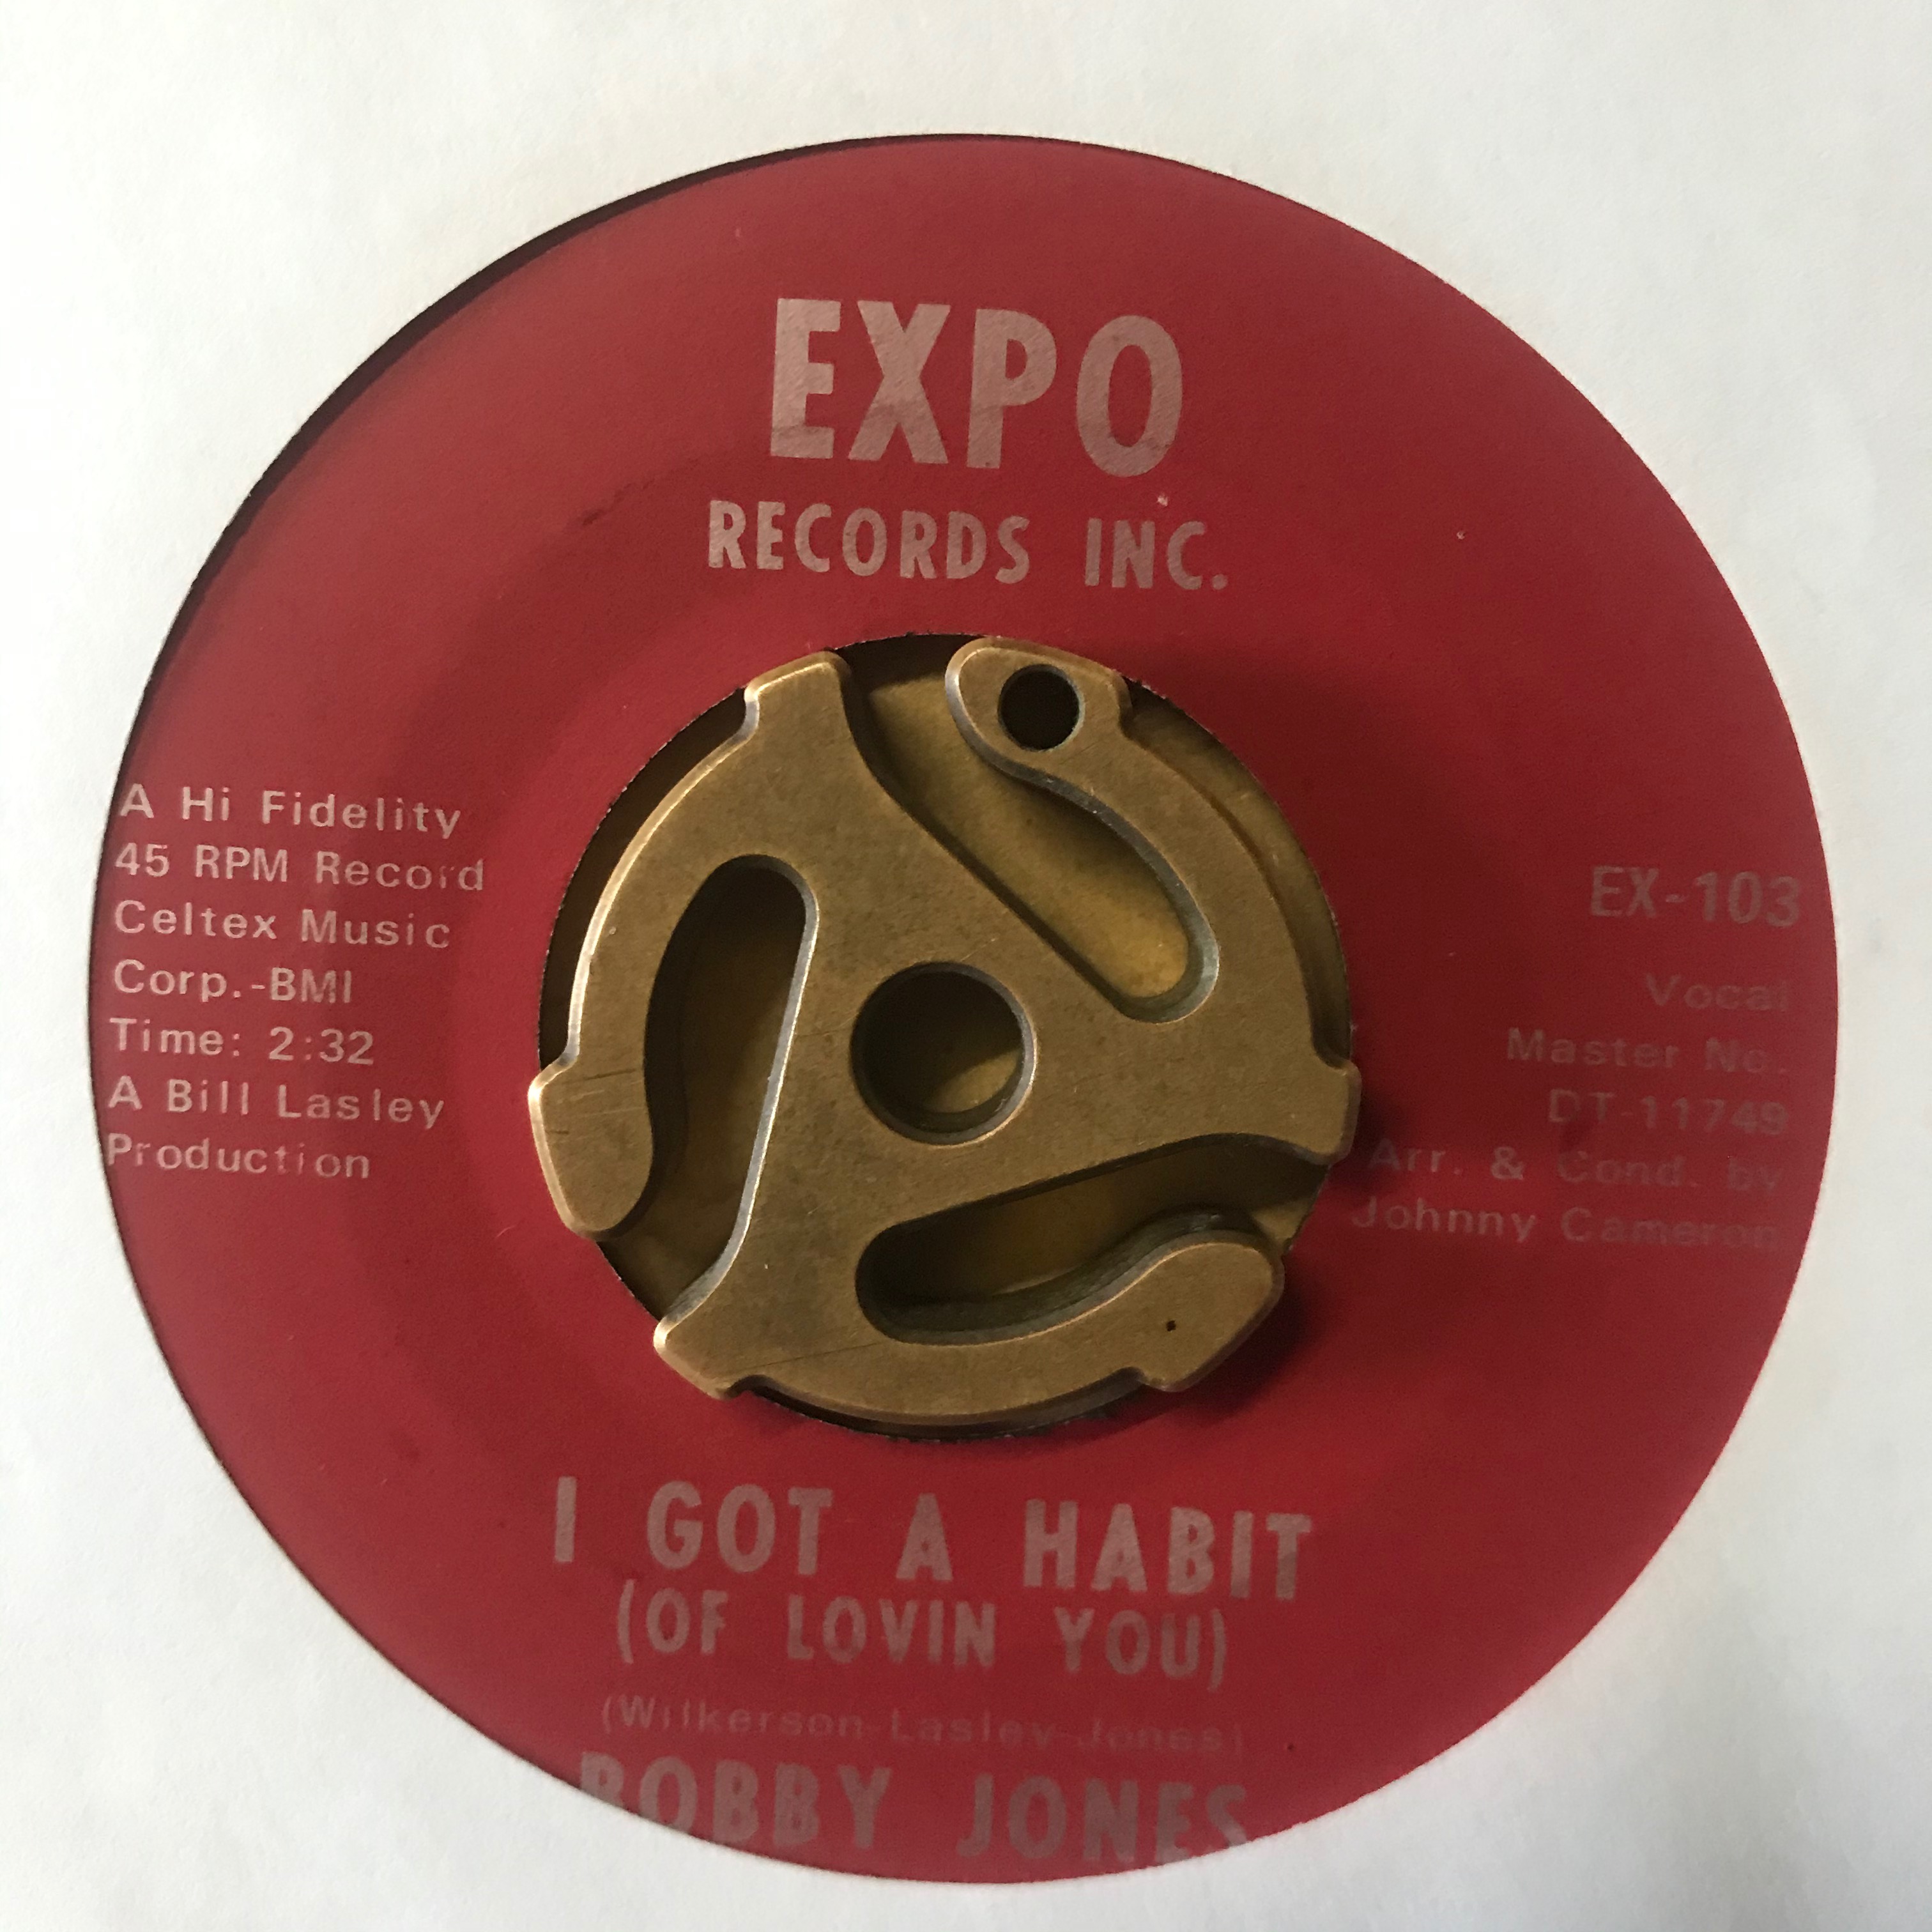 EXPO
RECORDS INC.
A Hi Fidelity
45 RPM Record
Celtex Music
Corp.-BMI
Time: 2:32
A Bill Lasley
Production
EX-103
Vocal
Master No.
DT-11749
Arr. & Cond. by
Johnny Cameron
I GOT A HABIT
(OF LOVIN YOU)
(Wilkerson-Lasley-Jones)
BOBBY JONES